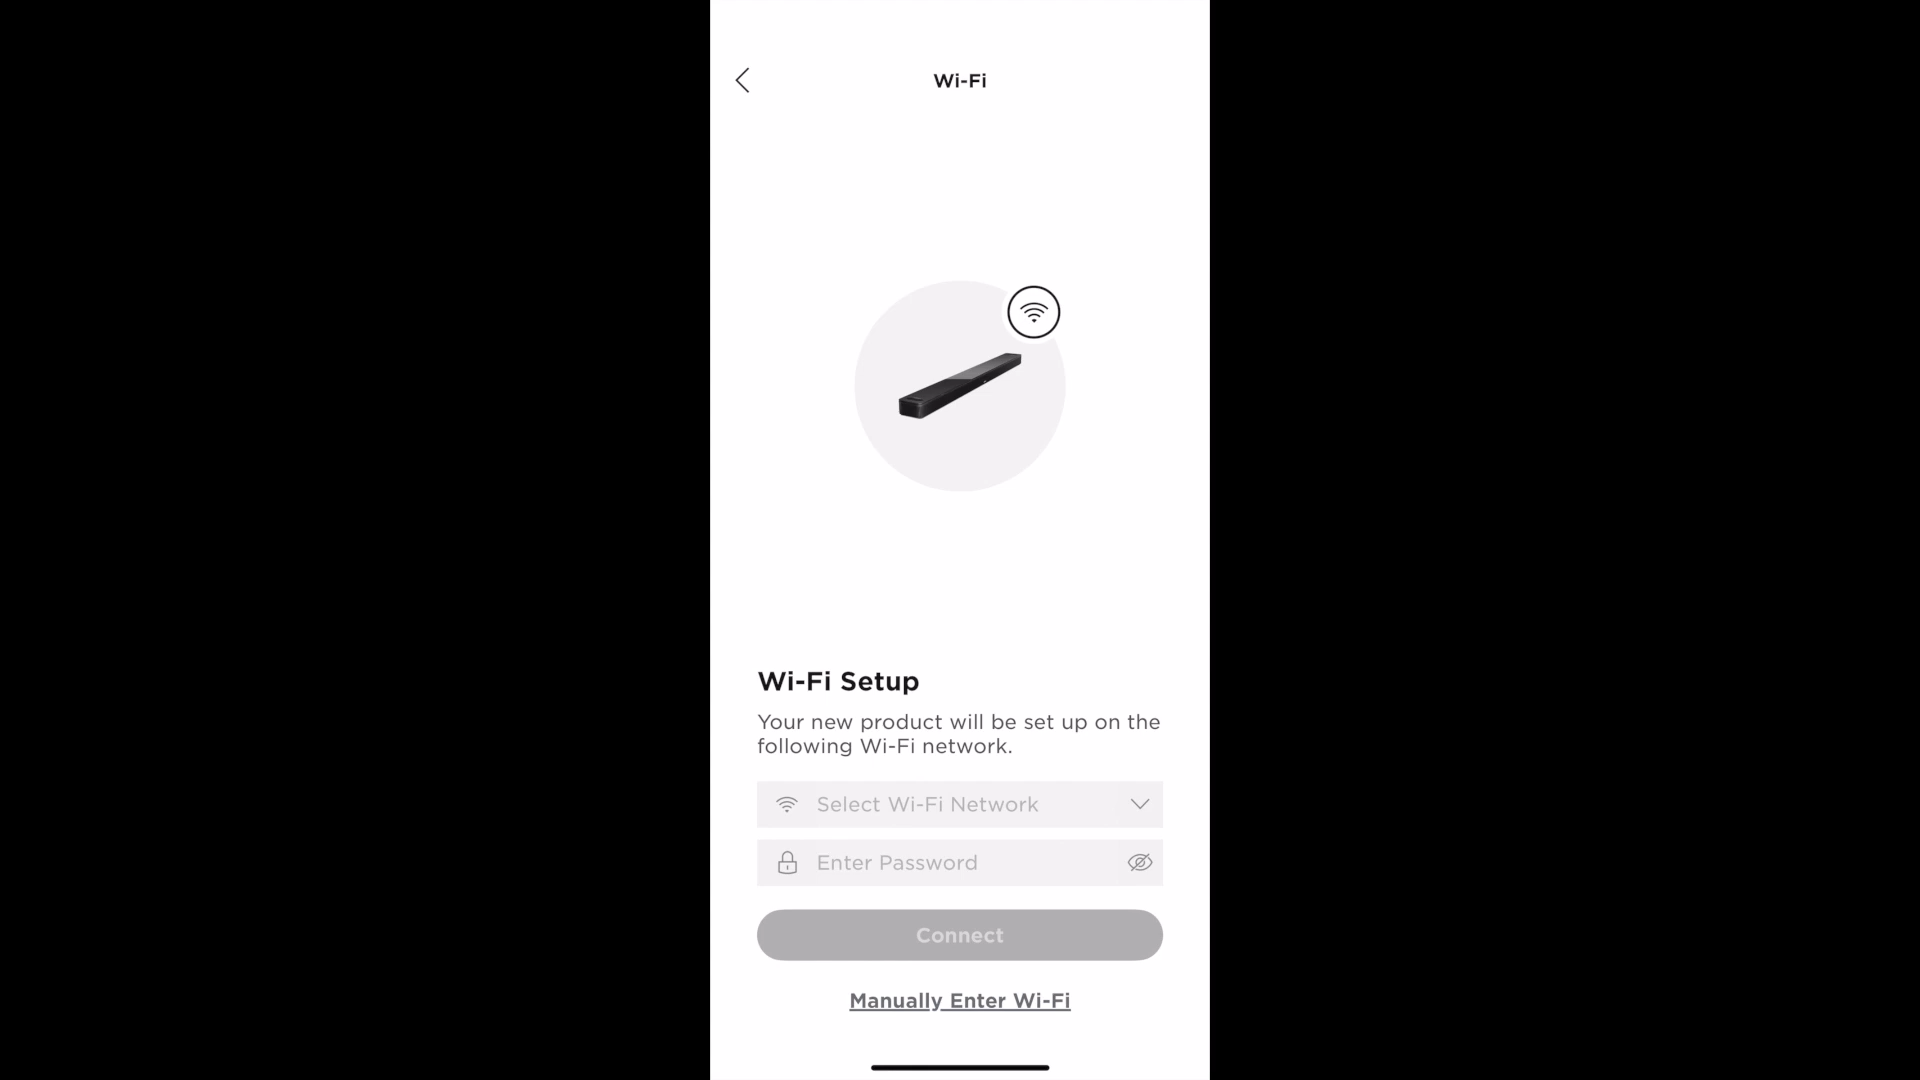 Wi-Fi
Wi-Fi Setup
Your new product will be set up on the
following Wi-Fi network.
Select Wi-Fi Network
Enter Password
Connect
Manually Enter Wi-Fi